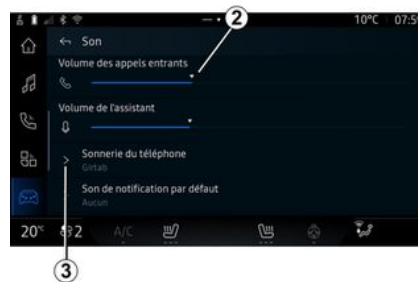 2
10°C 07:5
Son
Volume des appels entrants
Volume de l'assistant
Sonnerie du téléphone
Girtab
Son de notification par défaut
Aucun
20°C 2 A/C
3